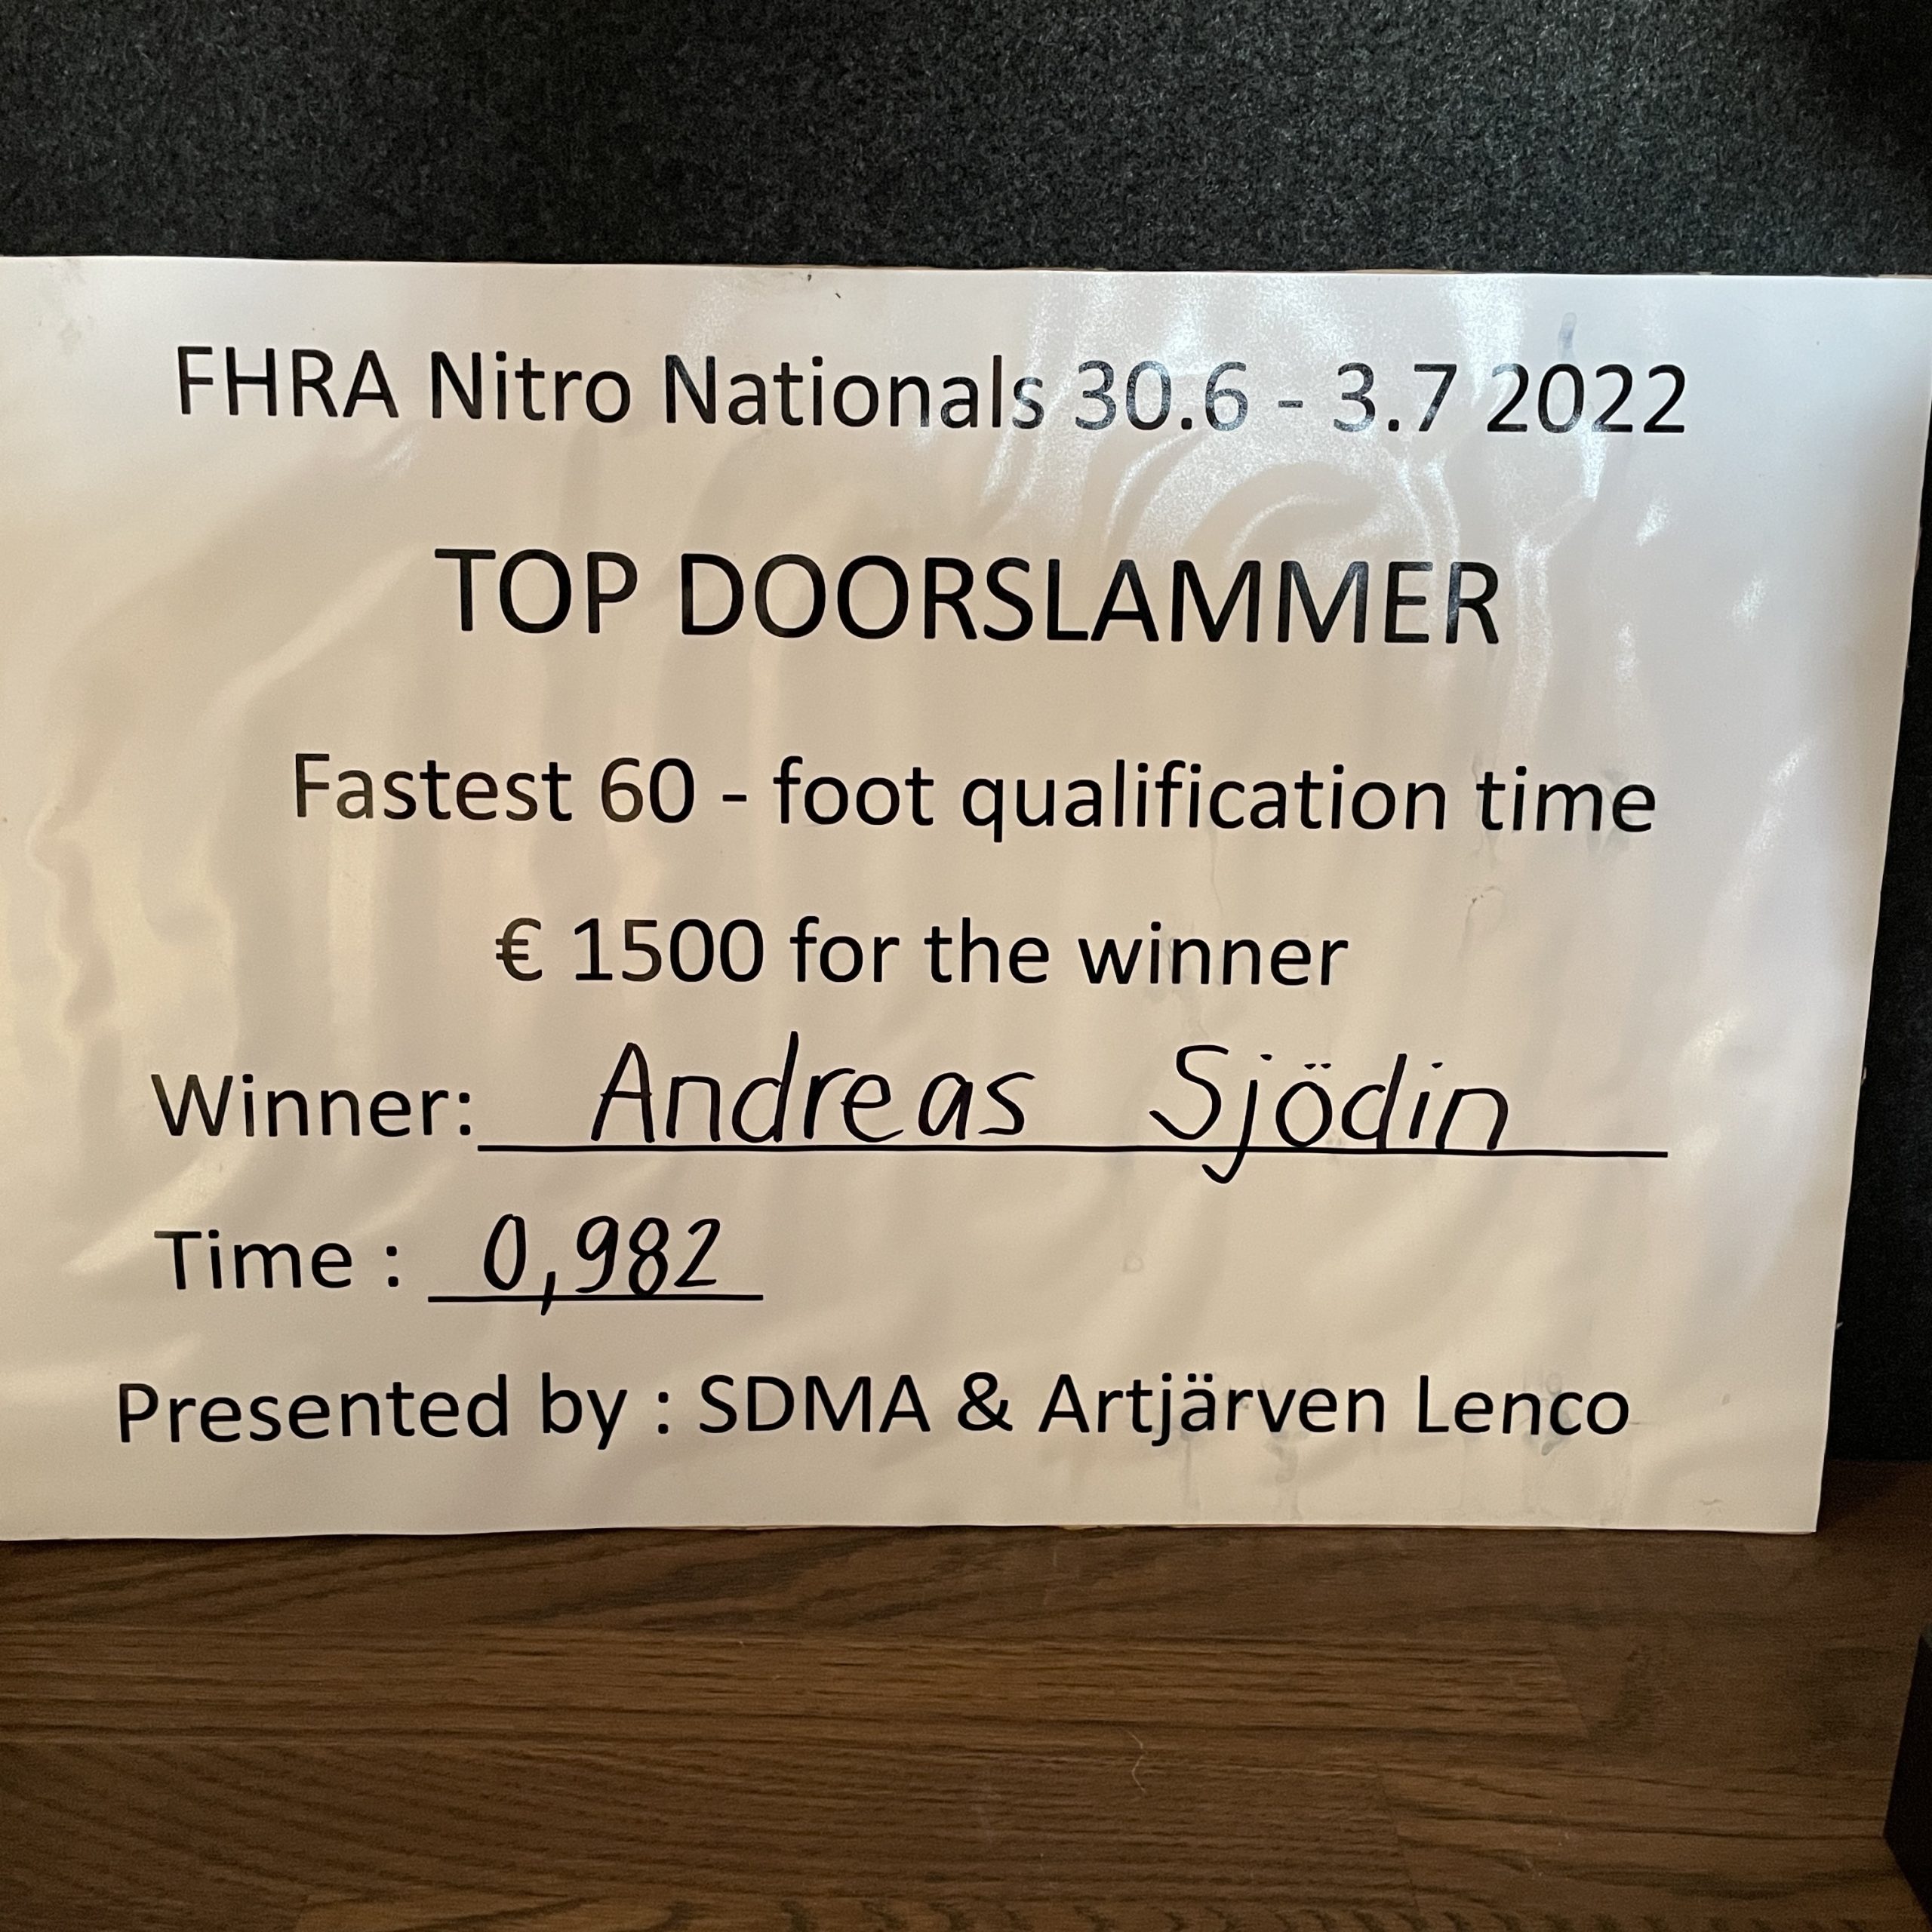 FHRA Nitro Nationals 30.6 - 3.7 2022
TOP DOORSLAMMER
Fastest 60 - foot qualification time
€ 1500 for the winner
Winner: Andreas Sjödin
Time : 0,982
Presented by : SDMA & Artjärven Lenco